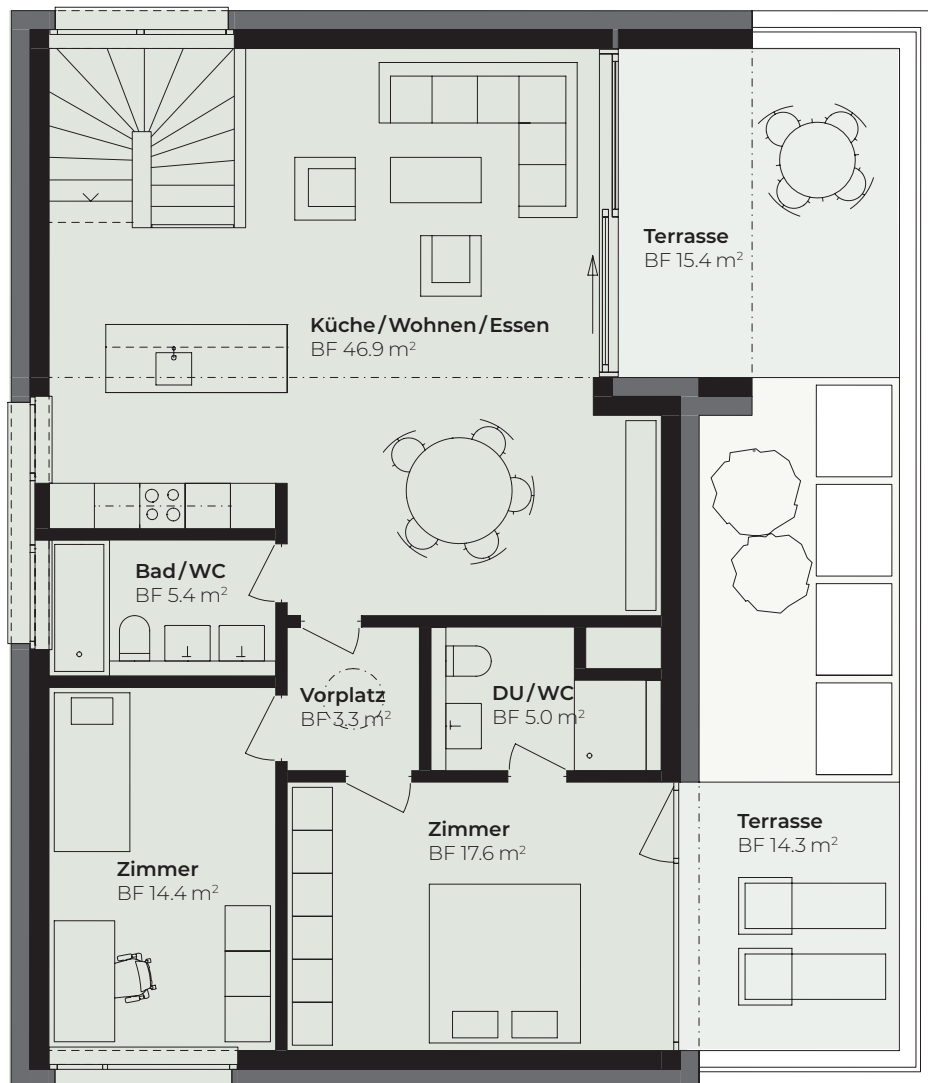 Terrasse
BF 15.4 m²
Küche/Wohnen/Essen
BF 46.9 m²
Bad/WC
BF 5.4 m²
Vorplatz
BF 3.3 m²
DU/WC
BF 5.0 m²
Zimmer
BF 14.4 m²
Zimmer
BF 17.6 m²
Terrasse
BF 14.3 m²